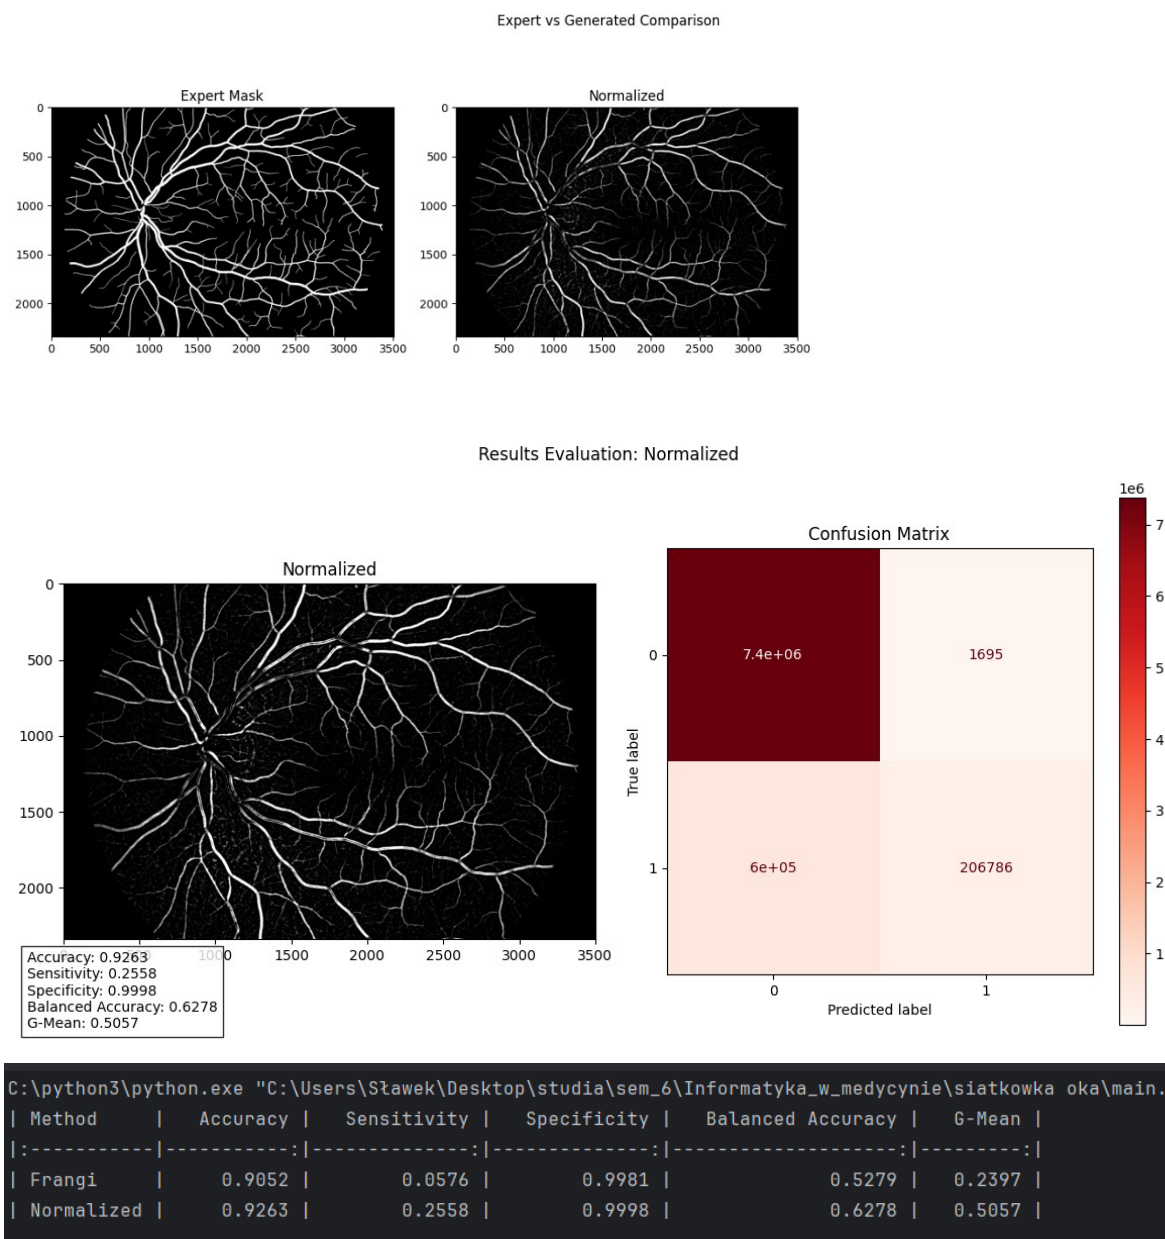 Expert vs Generated Comparison
Expert Mask
Normalized
0
500
1000
1500
2000
0 500 1000 1500 2000 2500 3000 3500
0
500
1000
1500
2000
0 500 1000 1500 2000 2500 3000 3500
Results Evaluation: Normalized
Normalized
0
500
1000
1500
2000
0 500 1000 1500 2000 2500 3000 3500
Accuracy: 0.9263
Sensitivity: 0.2558
Specificity: 0.9998
Balanced Accuracy: 0.6278
G-Mean: 0.5057
Confusion Matrix
True label
0
7.4e+06 1695
1
6e+05 206786
0 1
Predicted label
1e6
7
6
5
4
3
2
1
C:\python3\python.exe "C:\Users\Sławek\Desktop\studia\sem_6\Informatyka_w_medycynie\siatkowka oka\main.
| Method | Accuracy | Sensitivity | Specificity | Balanced Accuracy | G-Mean |
|:-----------|-----------:|--------------:|--------------:|--------------------:|---------:|
| Frangi | 0.9052 | 0.0576 | 0.9981 | 0.5279 | 0.2397 |
| Normalized | 0.9263 | 0.2558 | 0.9998 | 0.6278 | 0.5057 |